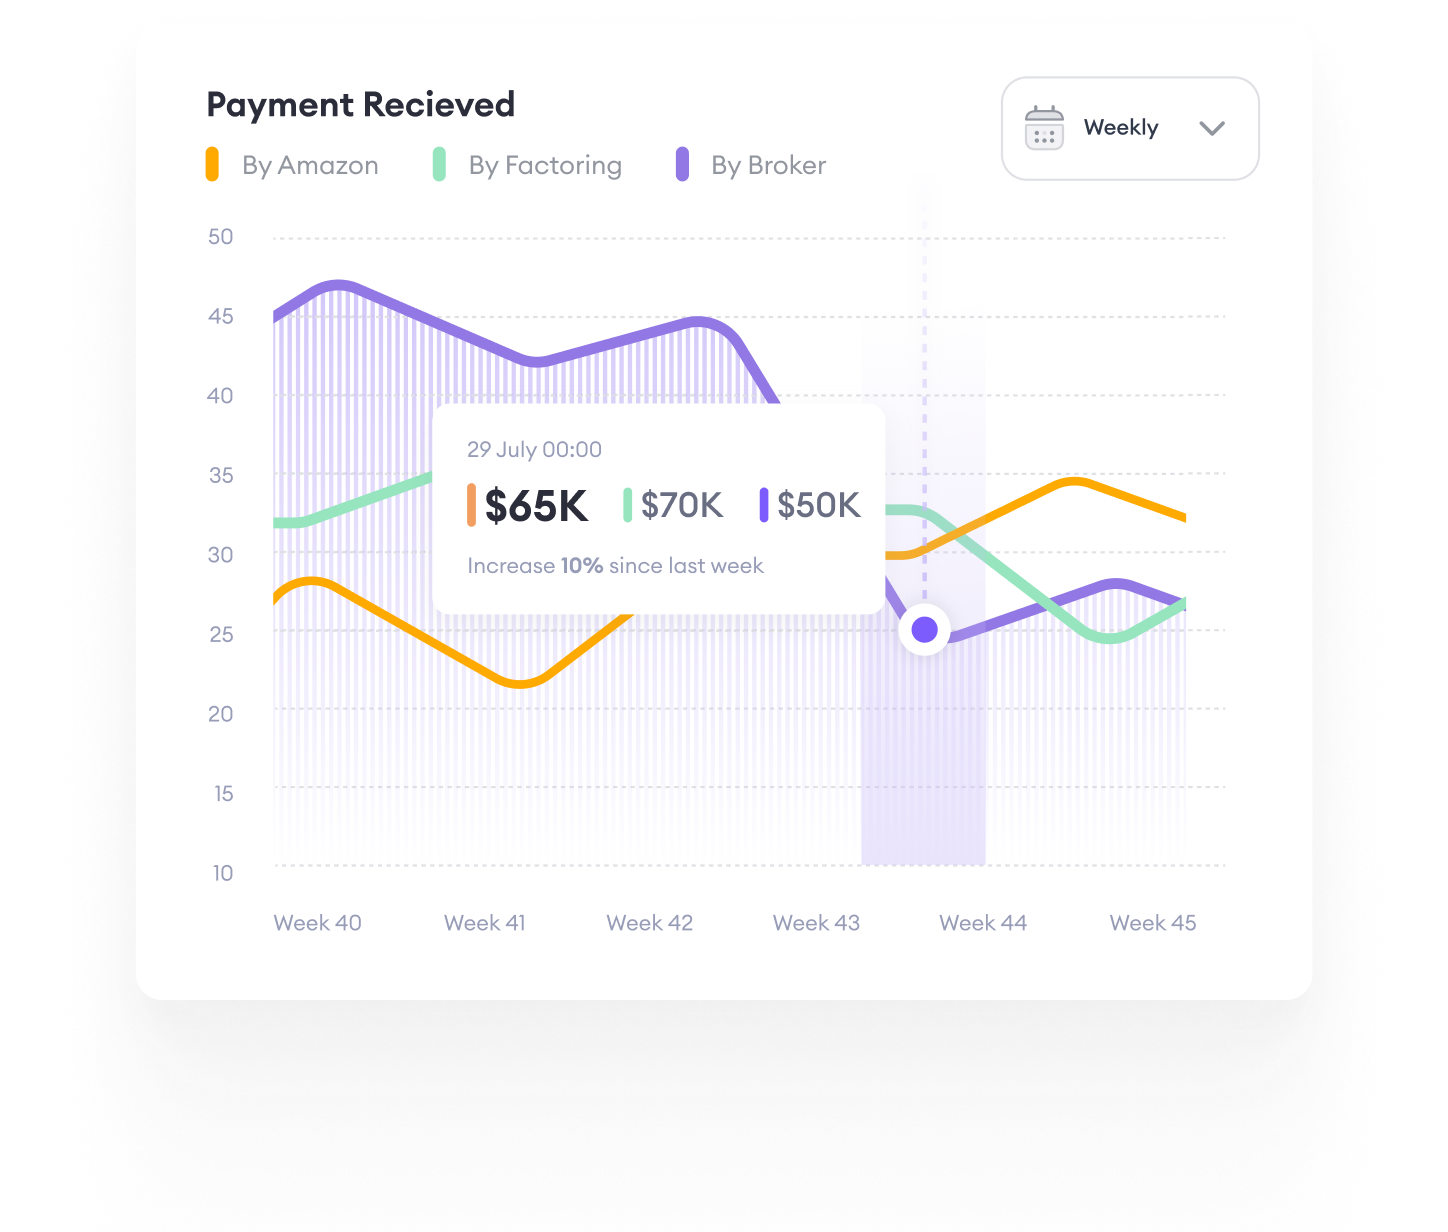 Payment Recieved
Weekly
By Amazon By Factoring By Broker
50
45
40
35
30
25
20
15
10
29 July 00:00
$65K $70K $50K
Increase 10% since last week
Week 40 Week 41 Week 42 Week 43 Week 44 Week 45